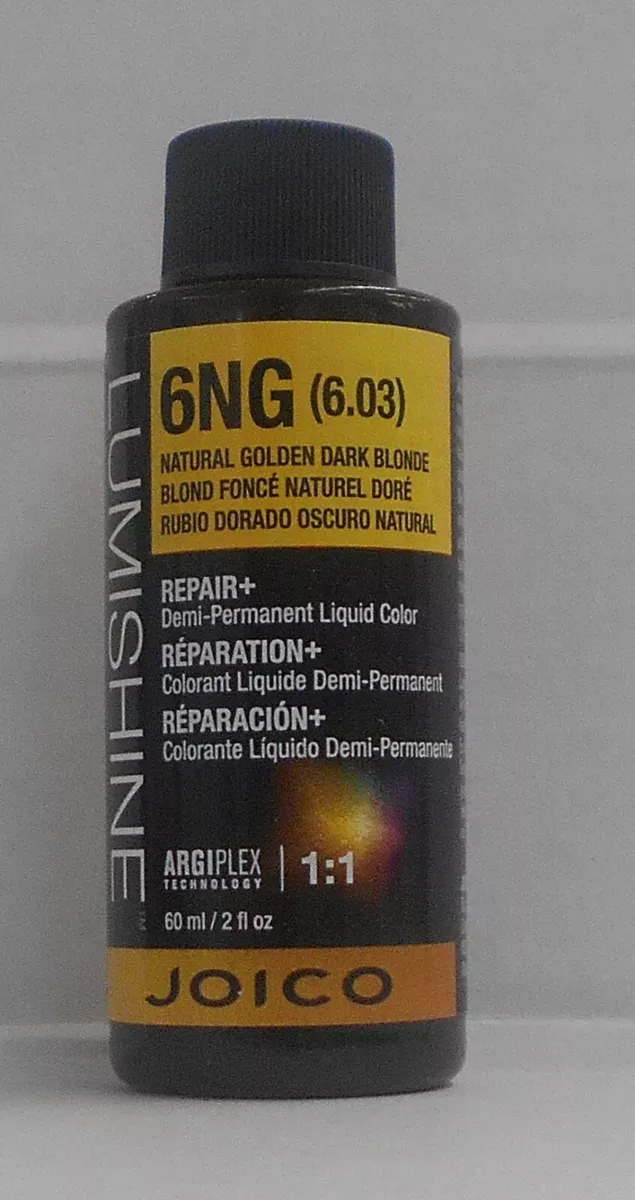 6NG (6.03)
NATURAL GOLDEN DARK BLONDE
BLOND FONCÉ NATUREL DORÉ
RUBIO DORADO OSCURO NATURAL
LUMISHINE™
REPAIR+
Demi-Permanent Liquid Color
RÉPARATION+
Colorant Liquide Demi-Permanent
RÉPARACIÓN+
Colorante Líquido Demi-Permanente
ARGIPLEX | 1:1
TECHNOLOGY
60 ml / 2 fl oz
JOICO